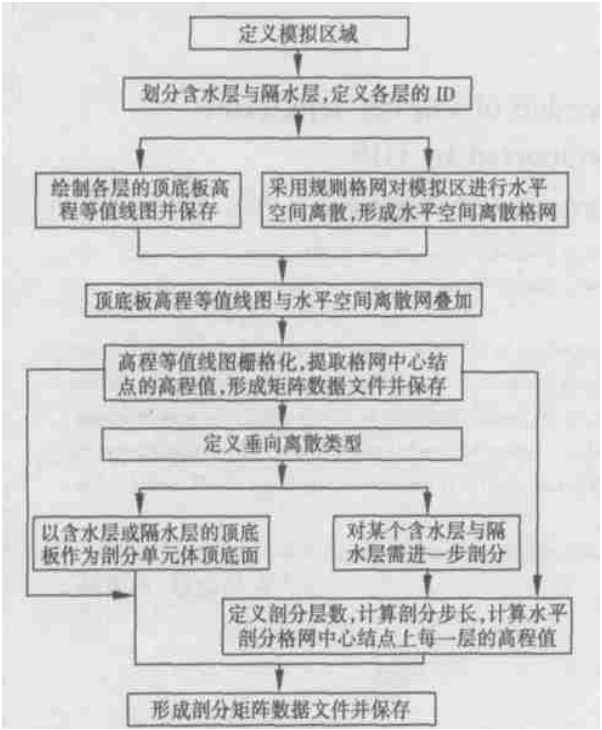 定义模拟区域
划分含水层与隔水层,定义各层的 ID
绘制各层的顶底板高
程等值线图并保存
采用规则格网对模拟区进行水平
空间离散,形成水平空间离散格网
顶底板高程等值线图与水平空间离散网叠加
高程等值线图栅格化,提取格网中心结
点的高程值,形成矩阵数据文件并保存
定义垂向离散类型
以含水层或隔水层的顶底
板作为剖分单元体顶底面
对某个含水层与隔
水层需进一步剖分
定义剖分层数,计算剖分步长,计算水平
剖分格网中心结点上每一层的高程值
形成剖分矩阵数据文件并保存